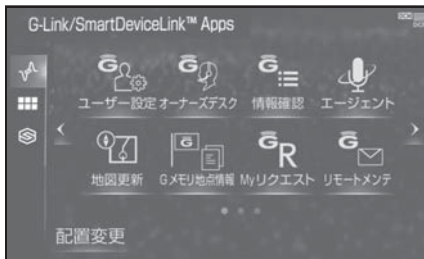 G-Link/SmartDeviceLink™ Apps
ユーザー設定 オーナーズデスク 情報確認 エージェント
地図更新 Gメモリ地点情報 Myリクエスト リモートメンテ
配置変更